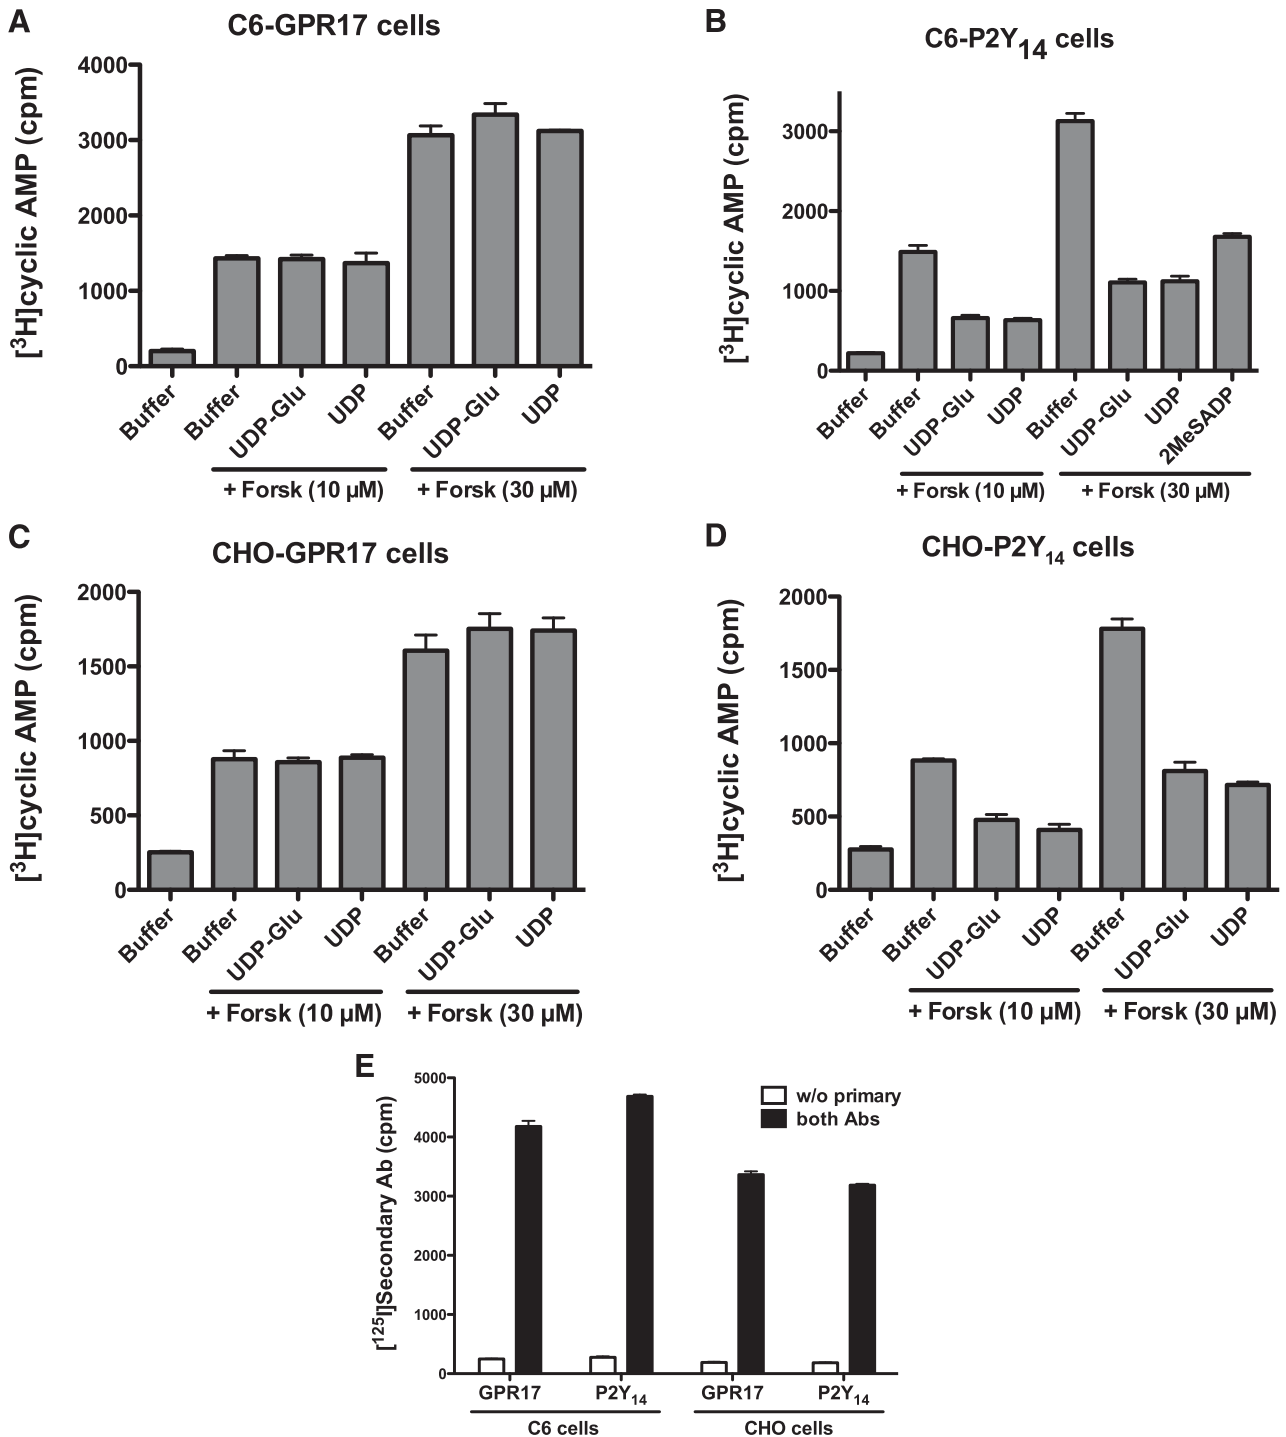 A
C6-GPR17 cells
[³H]cyclic AMP (cpm)
4000
3000
2000
1000
0
Buffer
Buffer
UDP-Glu
UDP
Buffer
UDP-Glu
UDP
+ Forsk (10 µM)
+ Forsk (30 µM)
B
C6-P2Y₁₄ cells
[³H]cyclic AMP (cpm)
3000
2000
1000
0
Buffer
Buffer
UDP-Glu
UDP
Buffer
UDP-Glu
UDP
2MeSADP
+ Forsk (10 µM)
+ Forsk (30 µM)
C
CHO-GPR17 cells
[³H]cyclic AMP (cpm)
2000
1500
1000
500
0
Buffer
Buffer
UDP-Glu
UDP
Buffer
UDP-Glu
UDP
+ Forsk (10 µM)
+ Forsk (30 µM)
D
CHO-P2Y₁₄ cells
[³H]cyclic AMP (cpm)
2000
1500
1000
500
0
Buffer
Buffer
UDP-Glu
UDP
Buffer
UDP-Glu
UDP
+ Forsk (10 µM)
+ Forsk (30 µM)
E
[¹²⁵I]Secondary Ab (cpm)
5000
4000
3000
2000
1000
0
w/o primary
both Abs
GPR17
P2Y₁₄
GPR17
P2Y₁₄
C6 cells
CHO cells